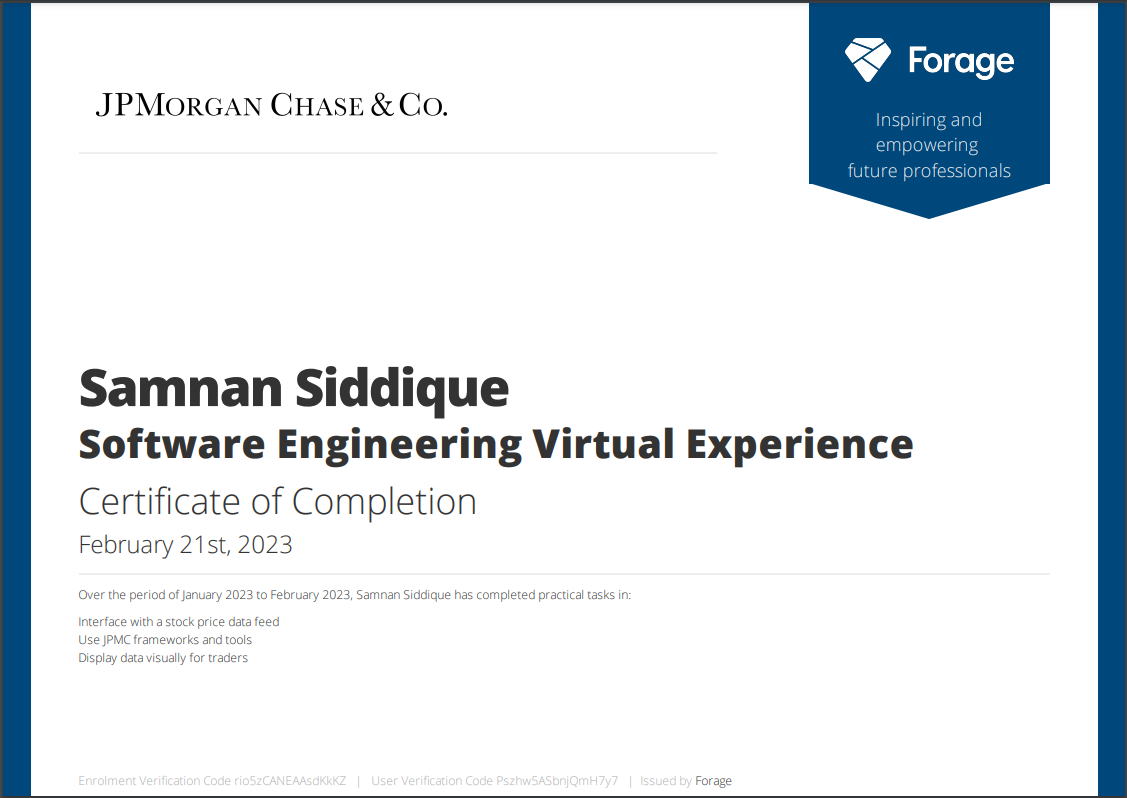 JPMORGAN CHASE & CO.
Forage
Inspiring and
empowering
future professionals
Samnan Siddique
Software Engineering Virtual Experience
Certificate of Completion
February 21st, 2023
Over the period of January 2023 to February 2023, Samnan Siddique has completed practical tasks in:
Interface with a stock price data feed
Use JPMC frameworks and tools
Display data visually for traders
Enrolment Verification Code rio5zCANEAAsdKkKZ | User Verification Code Pszhw5ASbnjQmH7y7 | Issued by Forage